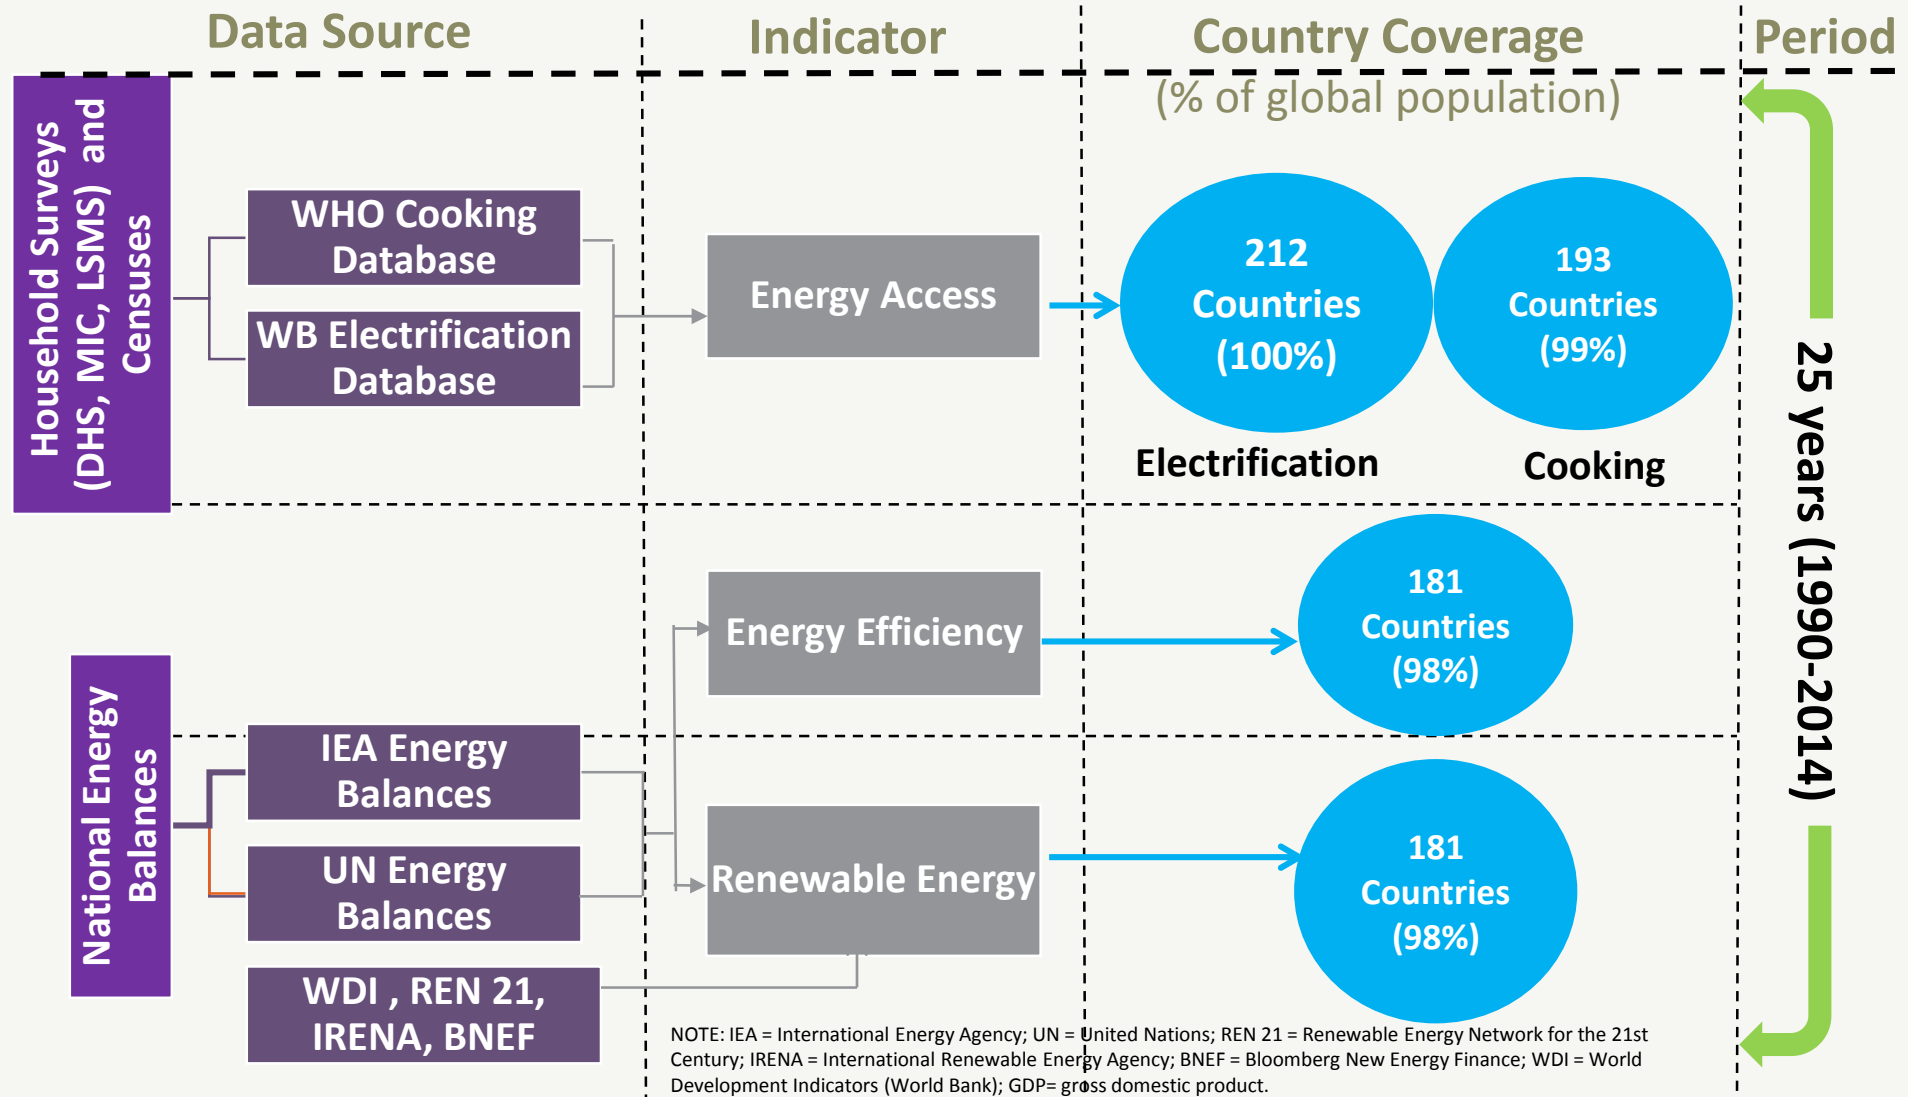 Data Source
Indicator
Country Coverage
Period
(% of global population)
Household Surveys
(DHS, MIC, LSMS)  and
Censuses
WHO Cooking
Database
WB Electrification
Database
Energy Access
212
Countries
(100%)
193
Countries
(99%)
Electrification
Cooking
25 years (1990-2014)
National Energy
Balances
IEA Energy
Balances
UN Energy
Balances
WDI , REN 21,
IRENA, BNEF
Energy Efficiency
181
Countries
(98%)
Renewable Energy
181
Countries
(98%)
NOTE: IEA = International Energy Agency; UN = United Nations; REN 21 = Renewable Energy Network for the 21st
Century; IRENA = International Renewable Energy Agency; BNEF = Bloomberg New Energy Finance; WDI = World
Development Indicators (World Bank); GDP= gross domestic product.